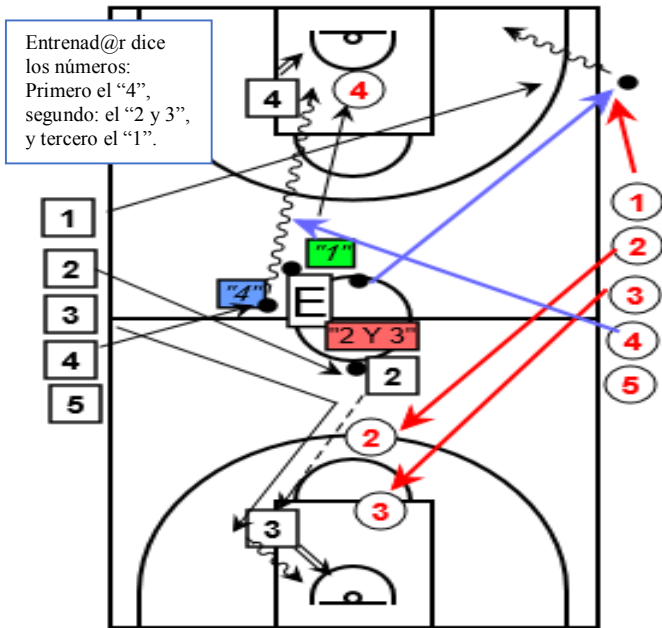 Entrenad@r dice
los números:
Primero el “4”,
segundo: el “2 y 3”,
y tercero el “1”.
4
4
1
2
3
4
5
1
2
3
4
5
"1"
"4"
E
"2 Y 3"
2
2
3
3